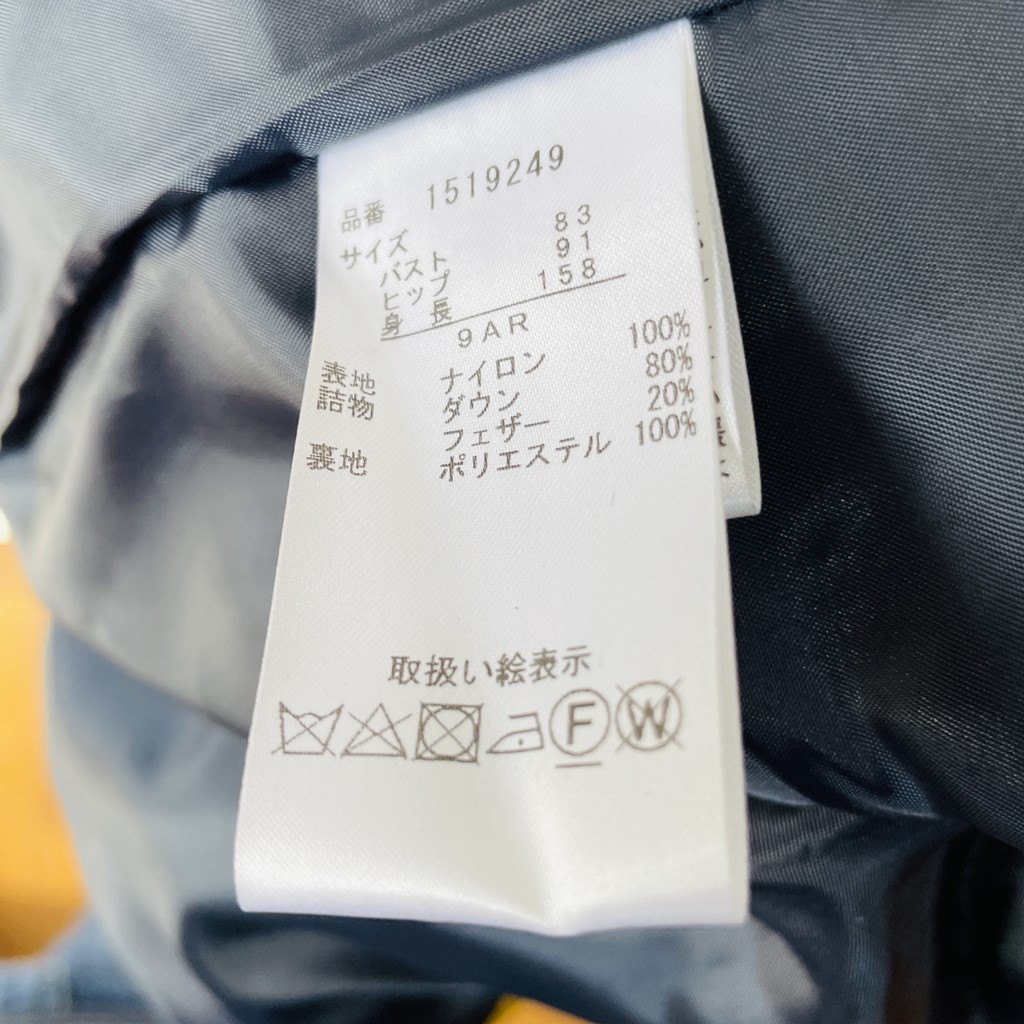 品番 1519249
サイズ
バスト 83
ヒップ 91
身長 158
9AR
表地 ナイロン 100%
詰物 ダウン 80%
フェザー 20%
裏地 ポリエステル 100%
取扱い絵表示
F W